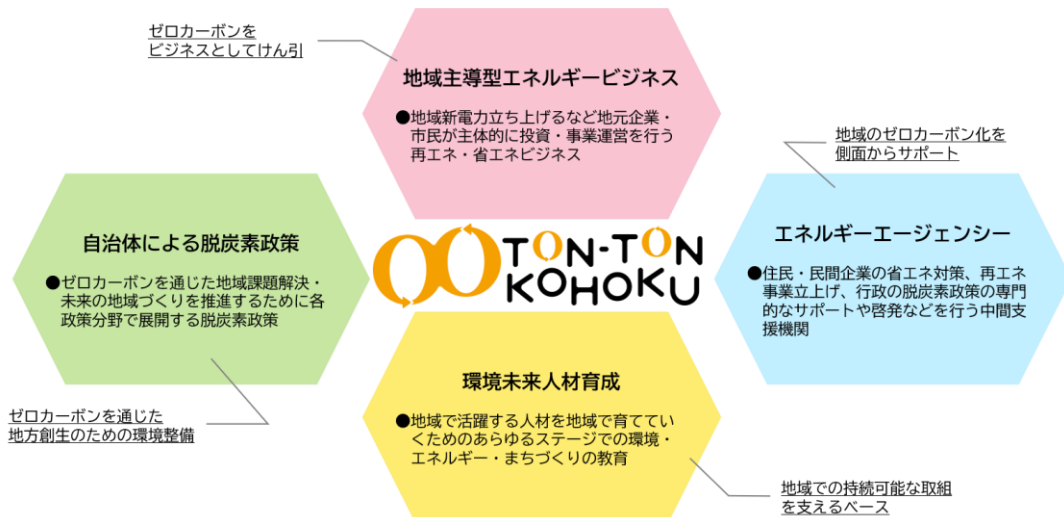 ゼロカーボンを
ビジネスとしてけん引
地域主導型エネルギービジネス
●地域新電力立ち上げるなど地元企業・
市民が主体的に投資・事業運営を行う
再エネ・省エネビジネス
地域のゼロカーボン化を
側面からサポート
自治体による脱炭素政策
●ゼロカーボンを通じた地域課題解決・
未来の地域づくりを推進するために各
政策分野で展開する脱炭素政策
TON-TON
KOHOKU
エネルギーエージェンシー
●住民・民間企業の省エネ対策、再エネ
事業立上げ、行政の脱炭素政策の専門
的なサポートや啓発などを行う中間支
援機関
環境未来人材育成
●地域で活躍する人材を地域で育ててい
くためのあらゆるステージでの環境・
エネルギー・まちづくりの教育
ゼロカーボンを通じた
地方創生のための環境整備
地域での持続可能な取組
を支えるベース